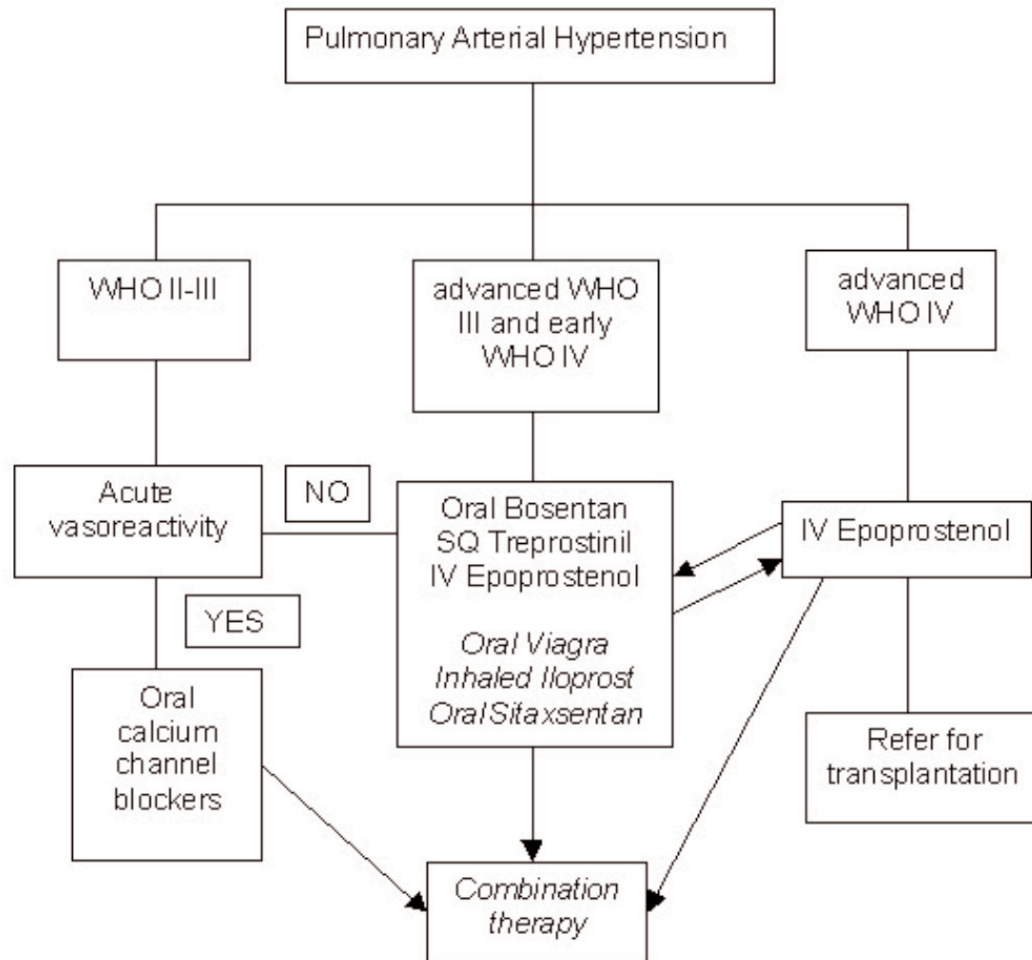 Pulmonary Arterial Hypertension
WHO II-III
advanced WHO
III and early
WHO IV
advanced
WHO IV
Acute
vasoreactivity
NO
YES
Oral Bosentan
SQ Treprostinil
IV Epoprostenol
Oral Viagra
Inhaled Iloprost
Oral Sitaxsentan
IV Epoprostenol
Oral
calcium
channel
blockers
Refer for
transplantation
Combination
therapy